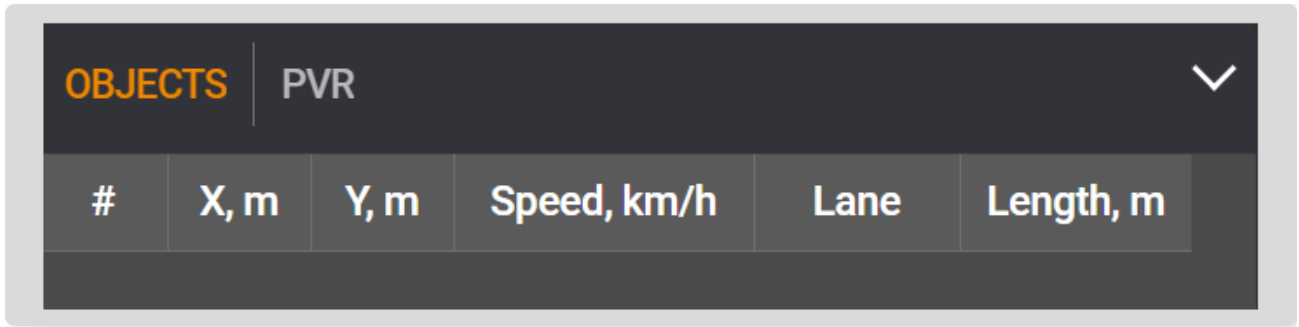 OBJECTS PVR
# X, m Y, m Speed, km/h Lane Length, m